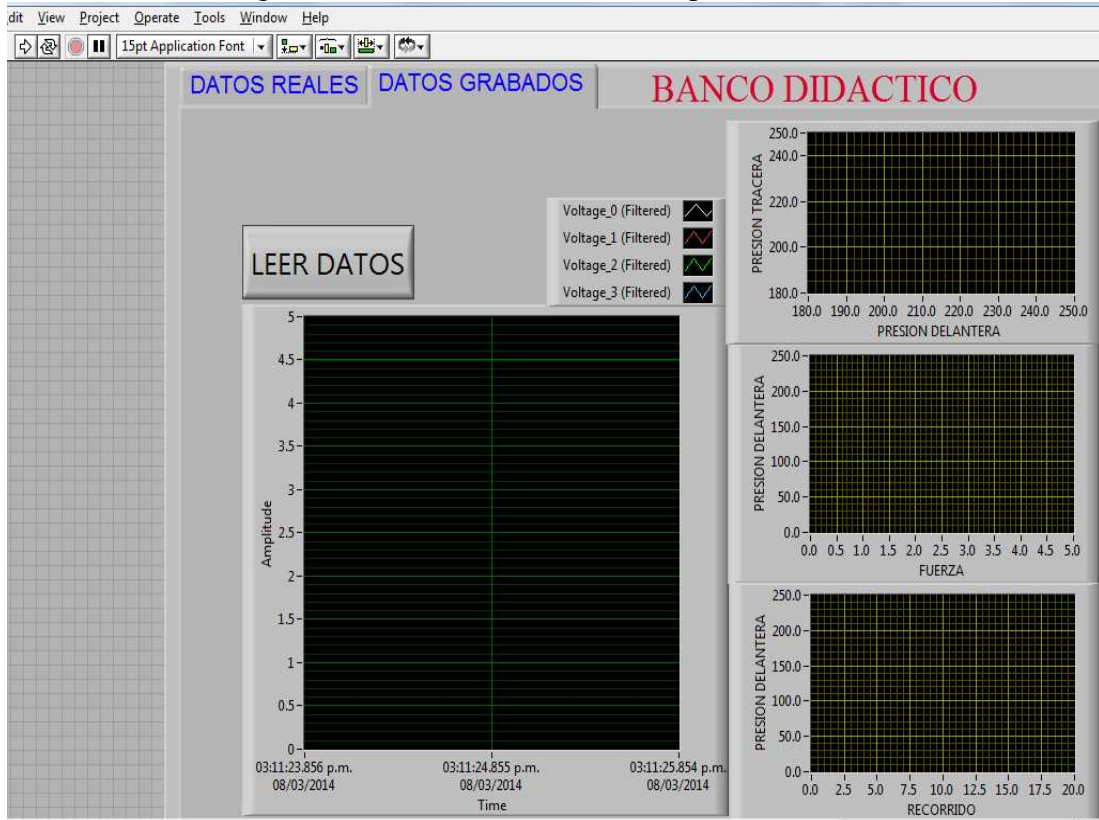 dit View Project Operate Tools Window Help
15pt Application Font
DATOS REALES DATOS GRABADOS BANCO DIDACTICO
LEER DATOS
Voltage_0 (Filtered)
Voltage_1 (Filtered)
Voltage_2 (Filtered)
Voltage_3 (Filtered)
Amplitude
5
4.5
4
3.5
3
2.5
2
1.5
1
0.5
0
03:11:23.856 p.m. 03:11:24.855 p.m. 03:11:25.854 p.m.
08/03/2014 08/03/2014 08/03/2014
Time
PRESION TRACERA
250.0
240.0
220.0
200.0
180.0
180.0 190.0 200.0 210.0 220.0 230.0 240.0 250.0
PRESION DELANTERA
PRESION DELANTERA
250.0
200.0
150.0
100.0
50.0
0.0
0.0 0.5 1.0 1.5 2.0 2.5 3.0 3.5 4.0 4.5 5.0
FUERZA
PRESION DELANTERA
250.0
200.0
150.0
100.0
50.0
0.0
0.0 2.5 5.0 7.5 10.0 12.5 15.0 17.5 20.0
RECORRIDO